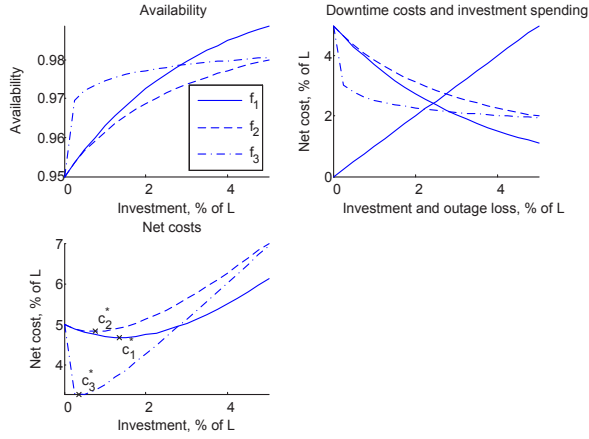 Availability
Availability
0.98
0.97
0.96
0.95
0
2
4
Investment, % of L
f1
f2
f3
Downtime costs and investment spending
Net cost, % of L
4
2
0
0
2
4
Investment and outage loss, % of L
Net costs
Net cost, % of L
7
6
5
4
0
2
4
Investment, % of L
c2*
c1*
c3*